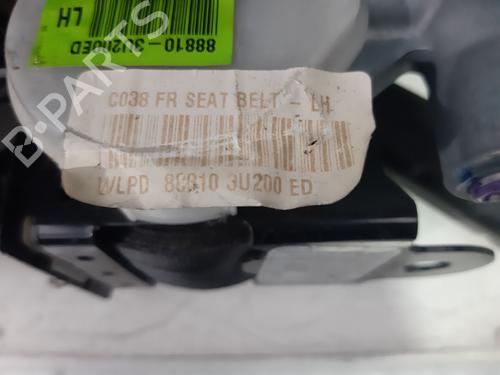 LH
88810-3U200ED
C038 FR SEAT BELT - LH
WLPD 88810 3U200 ED
B-PARTS